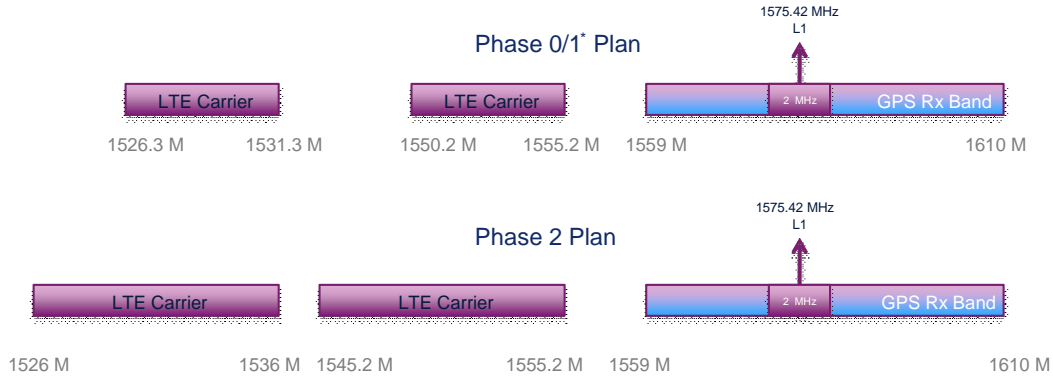 1575.42 MHz
L1
Phase 0/1* Plan
LTE Carrier LTE Carrier 2 MHz GPS Rx Band
1526.3 M 1531.3 M 1550.2 M 1555.2 M 1559 M 1610 M
1575.42 MHz
L1
Phase 2 Plan
LTE Carrier LTE Carrier 2 MHz GPS Rx Band
1526 M 1536 M 1545.2 M 1555.2 M 1559 M 1610 M